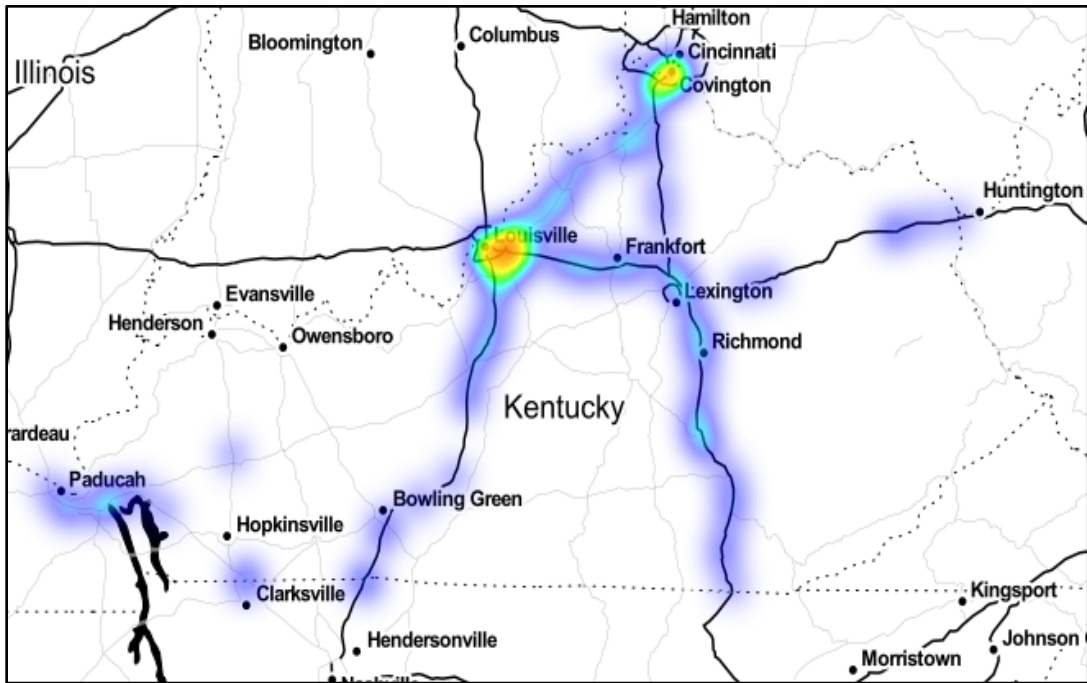 Hamilton
Columbus
Bloomington
Cincinnati
Illinois
Covington
Huntington
Louisville
Frankfort
Lexington
Evansville
Henderson
Owensboro
Richmond
Kentucky
rardeau
Paducah
Bowling Green
Hopkinsville
Clarksville
Kingsport
Hendersonville
Johnson
Morristown
Nashville